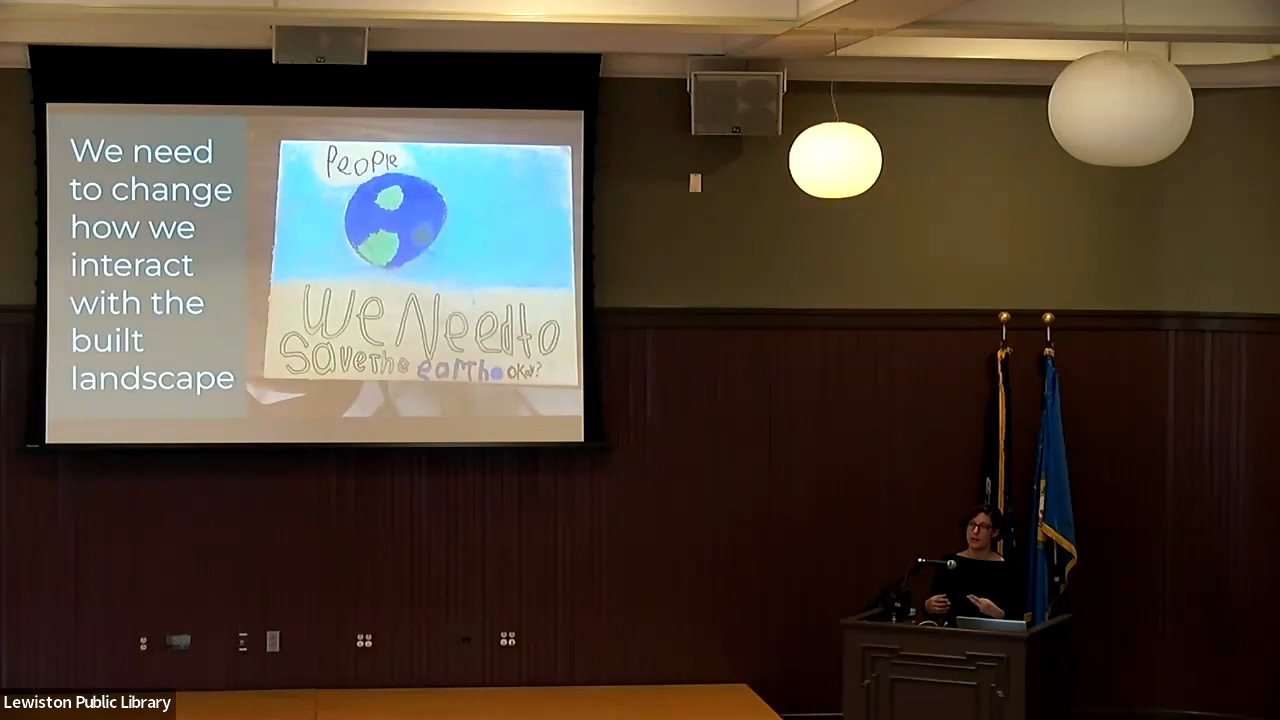 We need
to change
how we
interact
with the
built
landscape
People
We Need to
Save The earth okay?
Lewiston Public Library